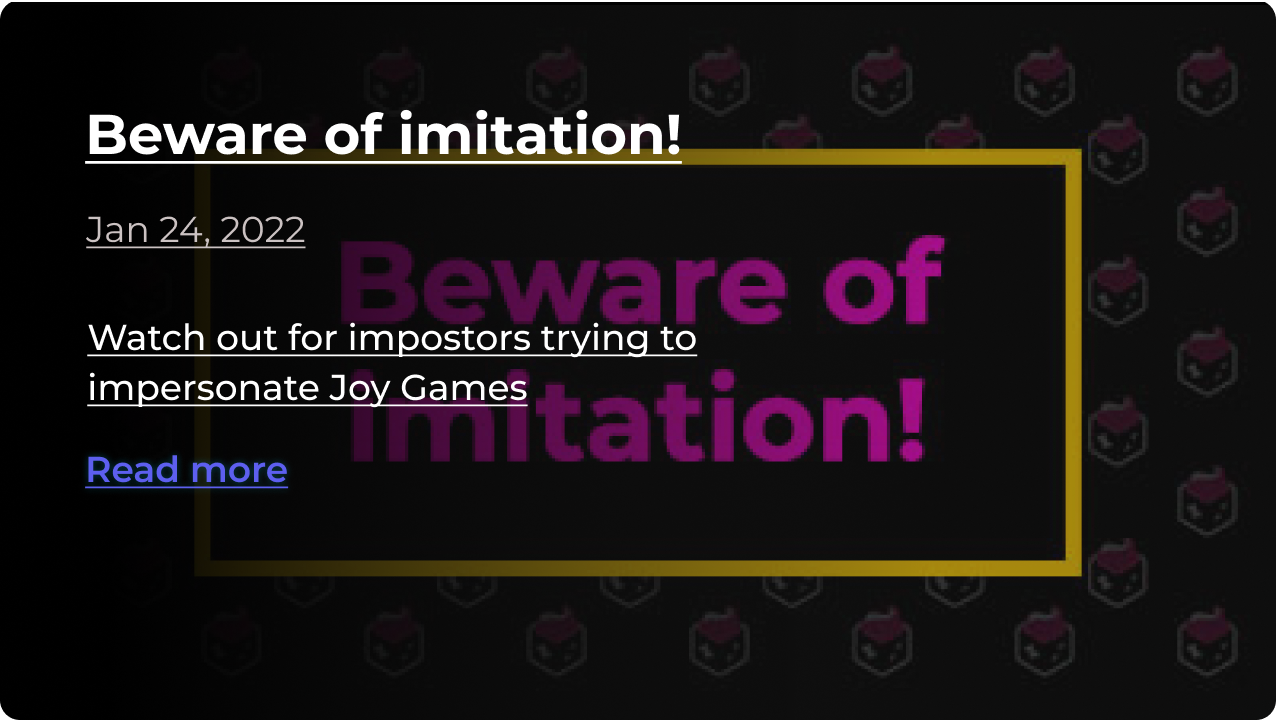 Beware of imitation!
Jan 24, 2022
Beware of
Watch out for impostors trying to
impersonate Joy Games
imitation!
Read more